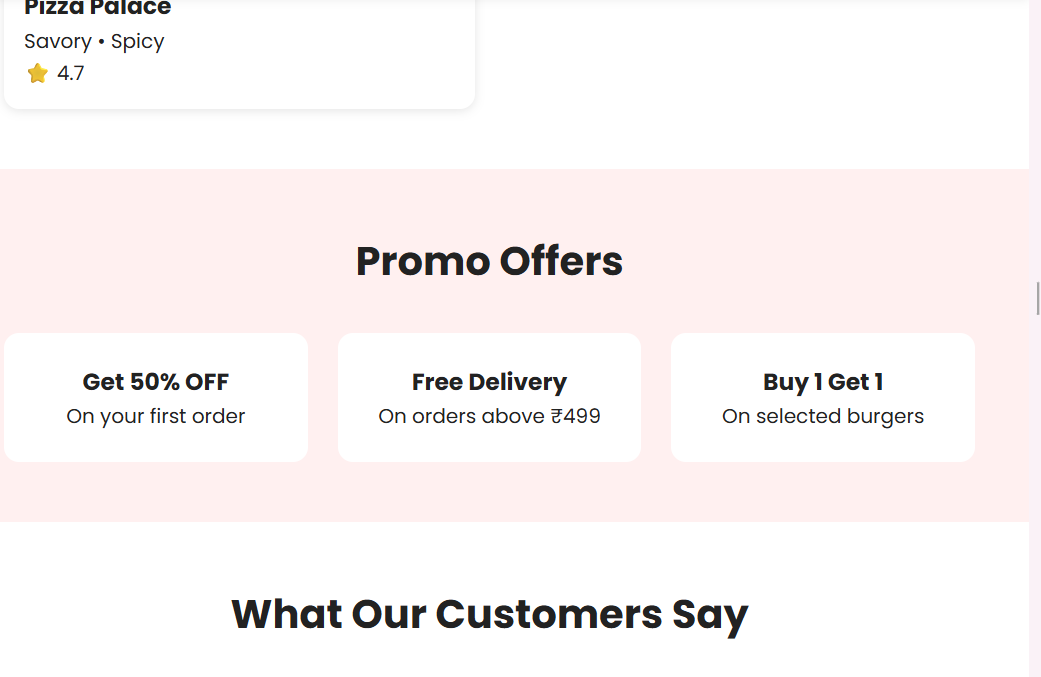 Pizza Palace
Savory • Spicy
⭐ 4.7
Promo Offers
Get 50% OFF
On your first order
Free Delivery
On orders above ₹499
Buy 1 Get 1
On selected burgers
What Our Customers Say